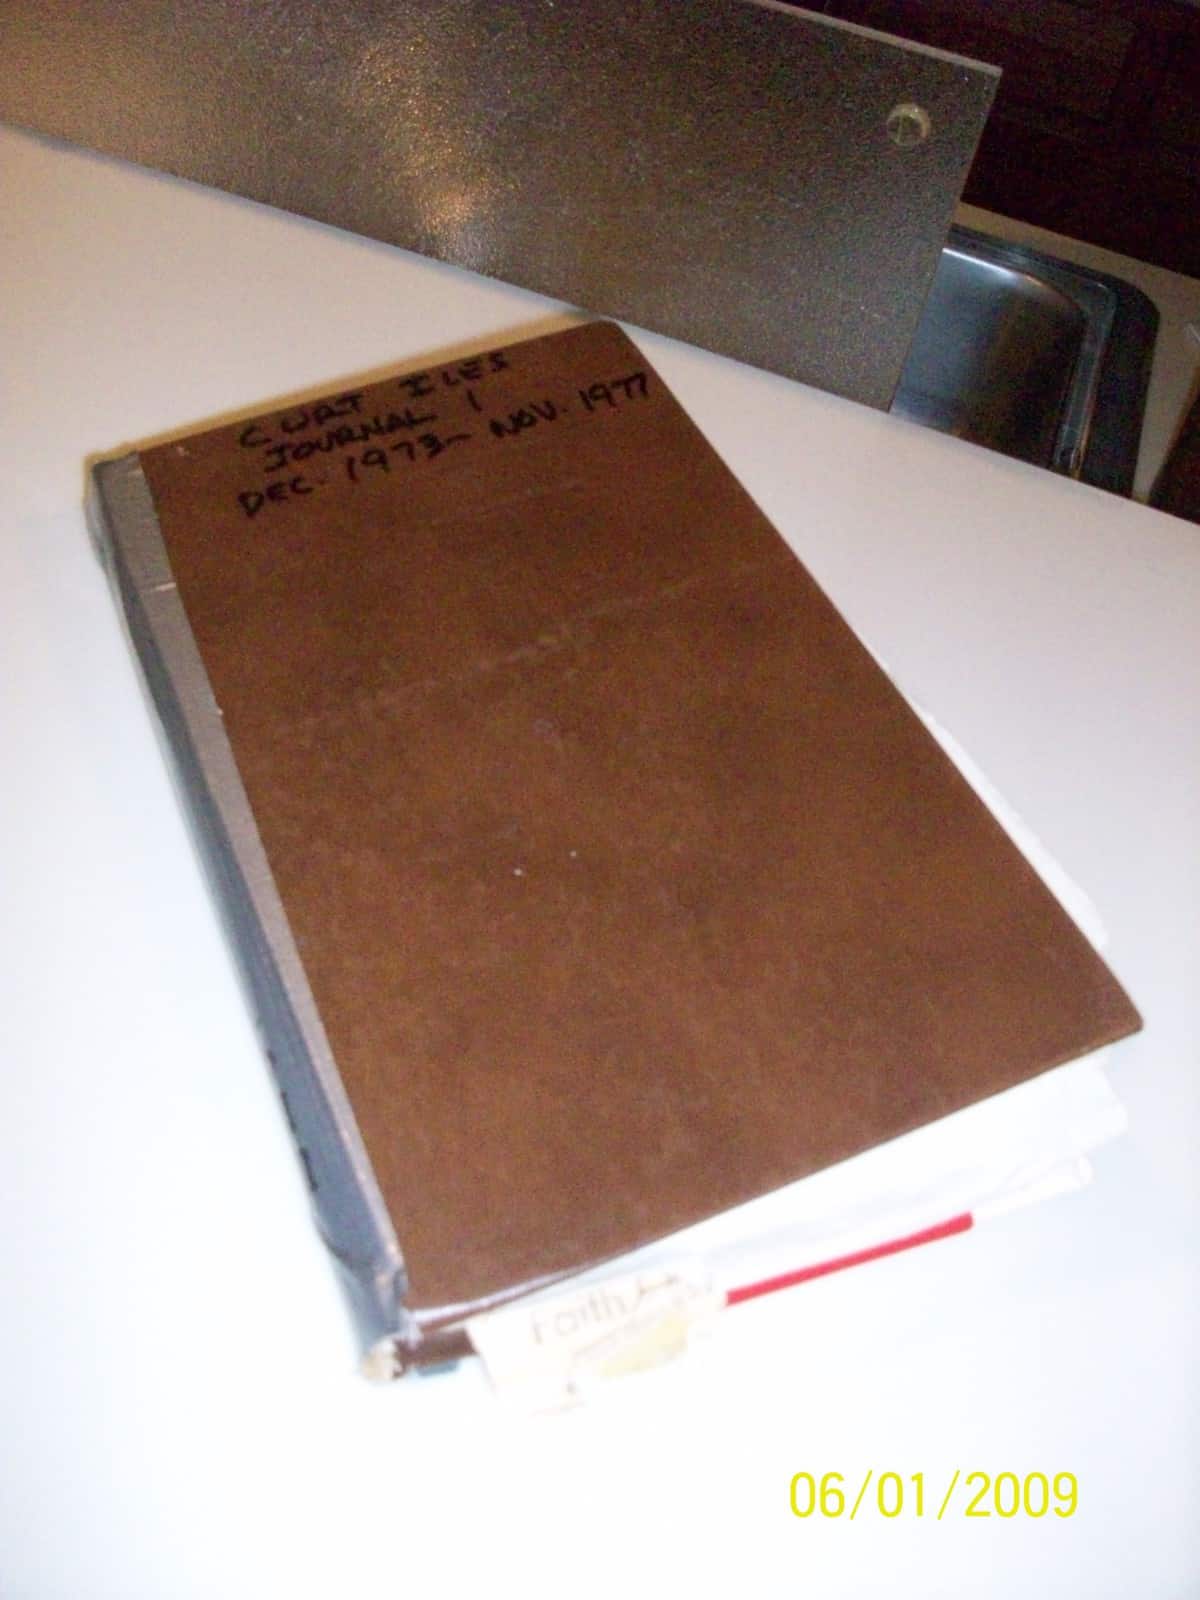 CURT ILES
JOURNAL 1
DEC. 1973- NOV. 1977
Faith
06/01/2009